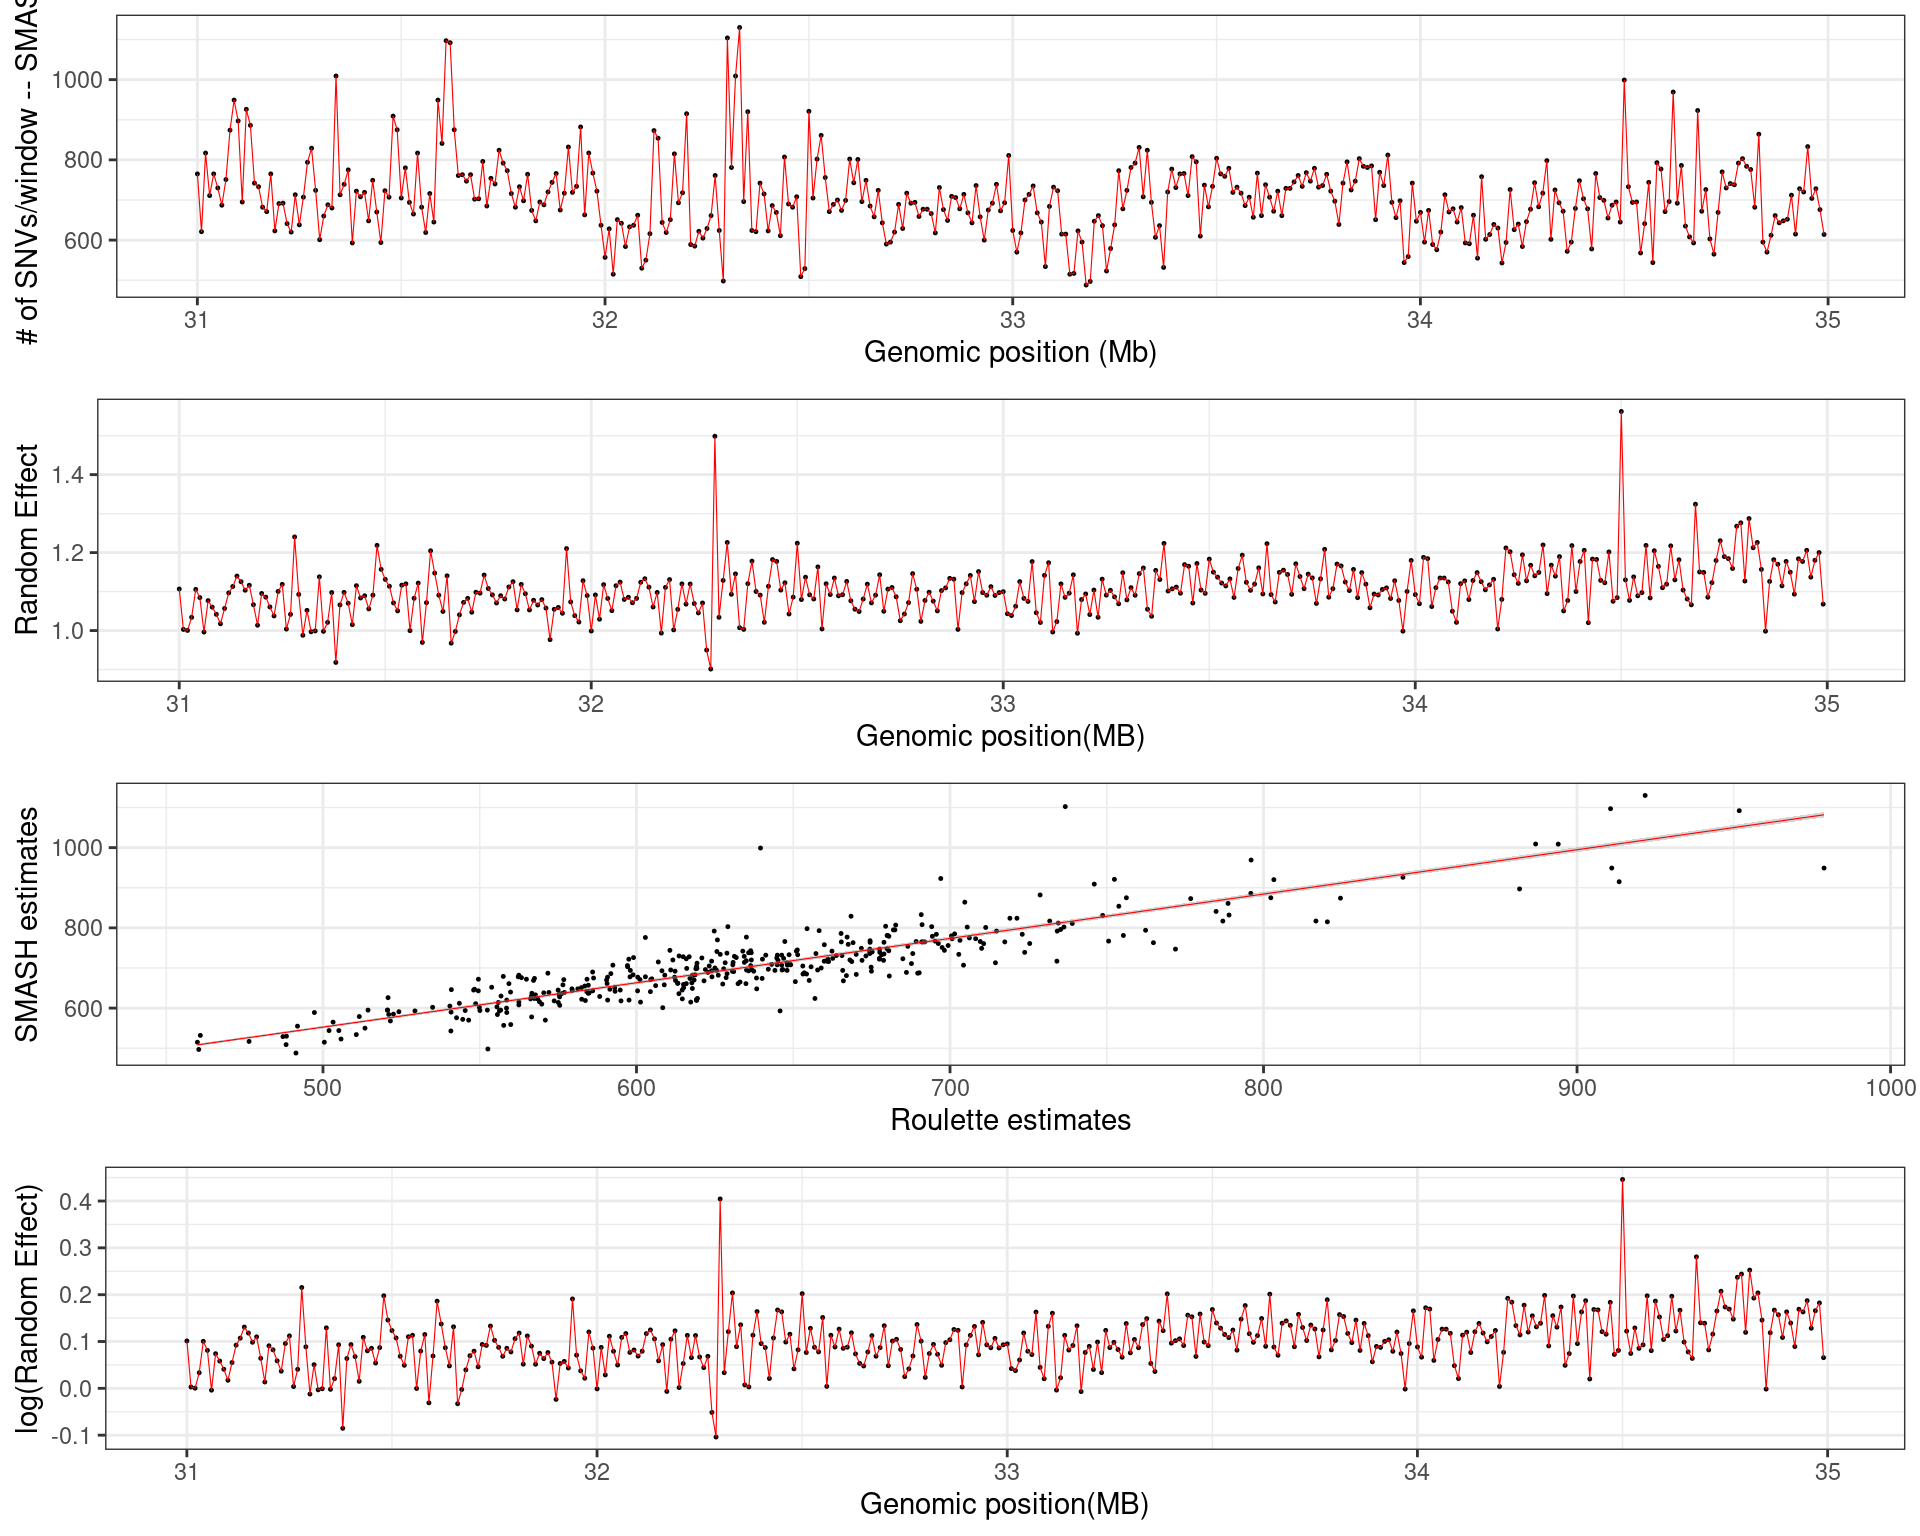 # of SNVs/window -- SMAS
1000
800
600
31 32 33 34 35
Genomic position (Mb)
Random Effect
1.4
1.2
1.0
31 32 33 34 35
Genomic position(MB)
SMASH estimates
1000
800
600
500 600 700 800 900 1000
Roulette estimates
log(Random Effect)
0.4
0.3
0.2
0.1
0.0
-0.1
31 32 33 34 35
Genomic position(MB)